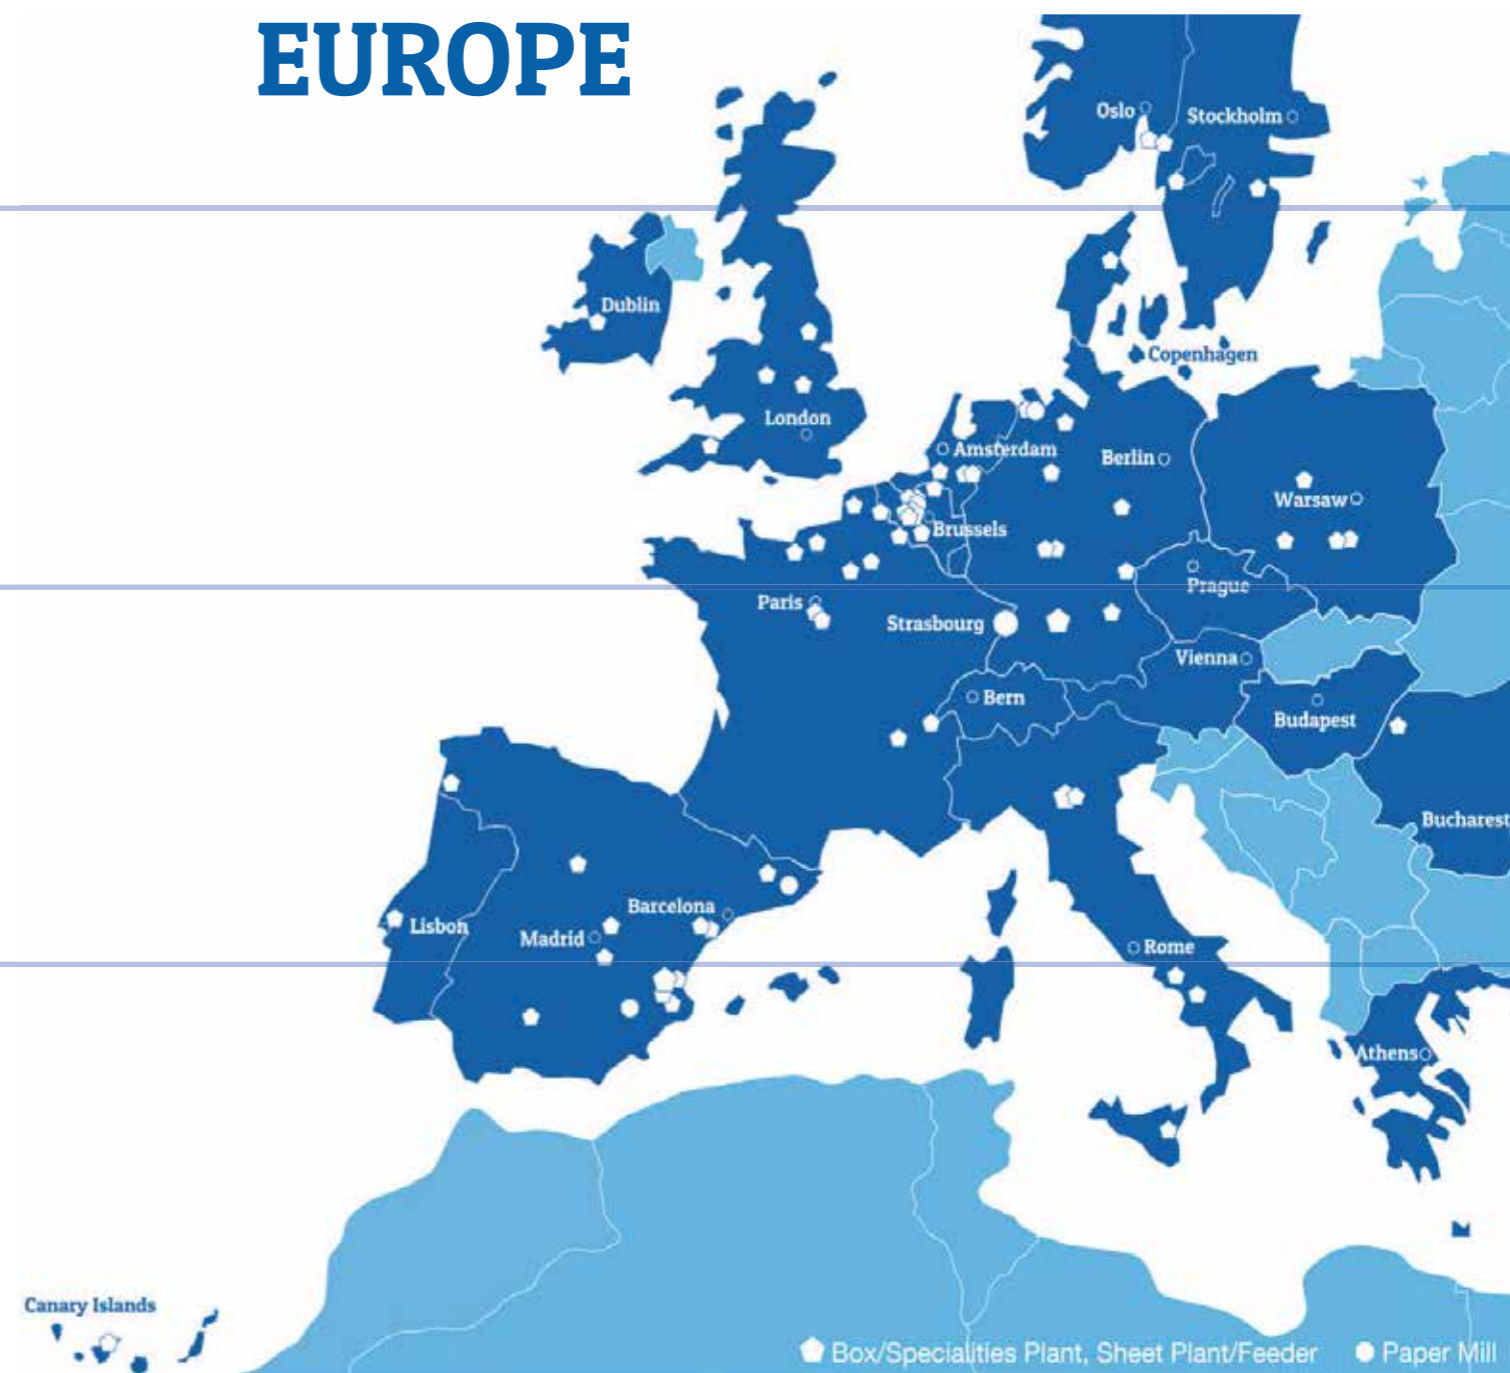 EUROPE
Oslo
Stockholm
Dublin
Copenhagen
London
Amsterdam
Berlin
Warsaw
Brussels
Prague
Paris
Strasbourg
Vienna
Bern
Budapest
Bucharest
Barcelona
Lisbon
Madrid
Rome
Athens
Canary Islands
Box/Specialities Plant, Sheet Plant/Feeder
Paper Mill